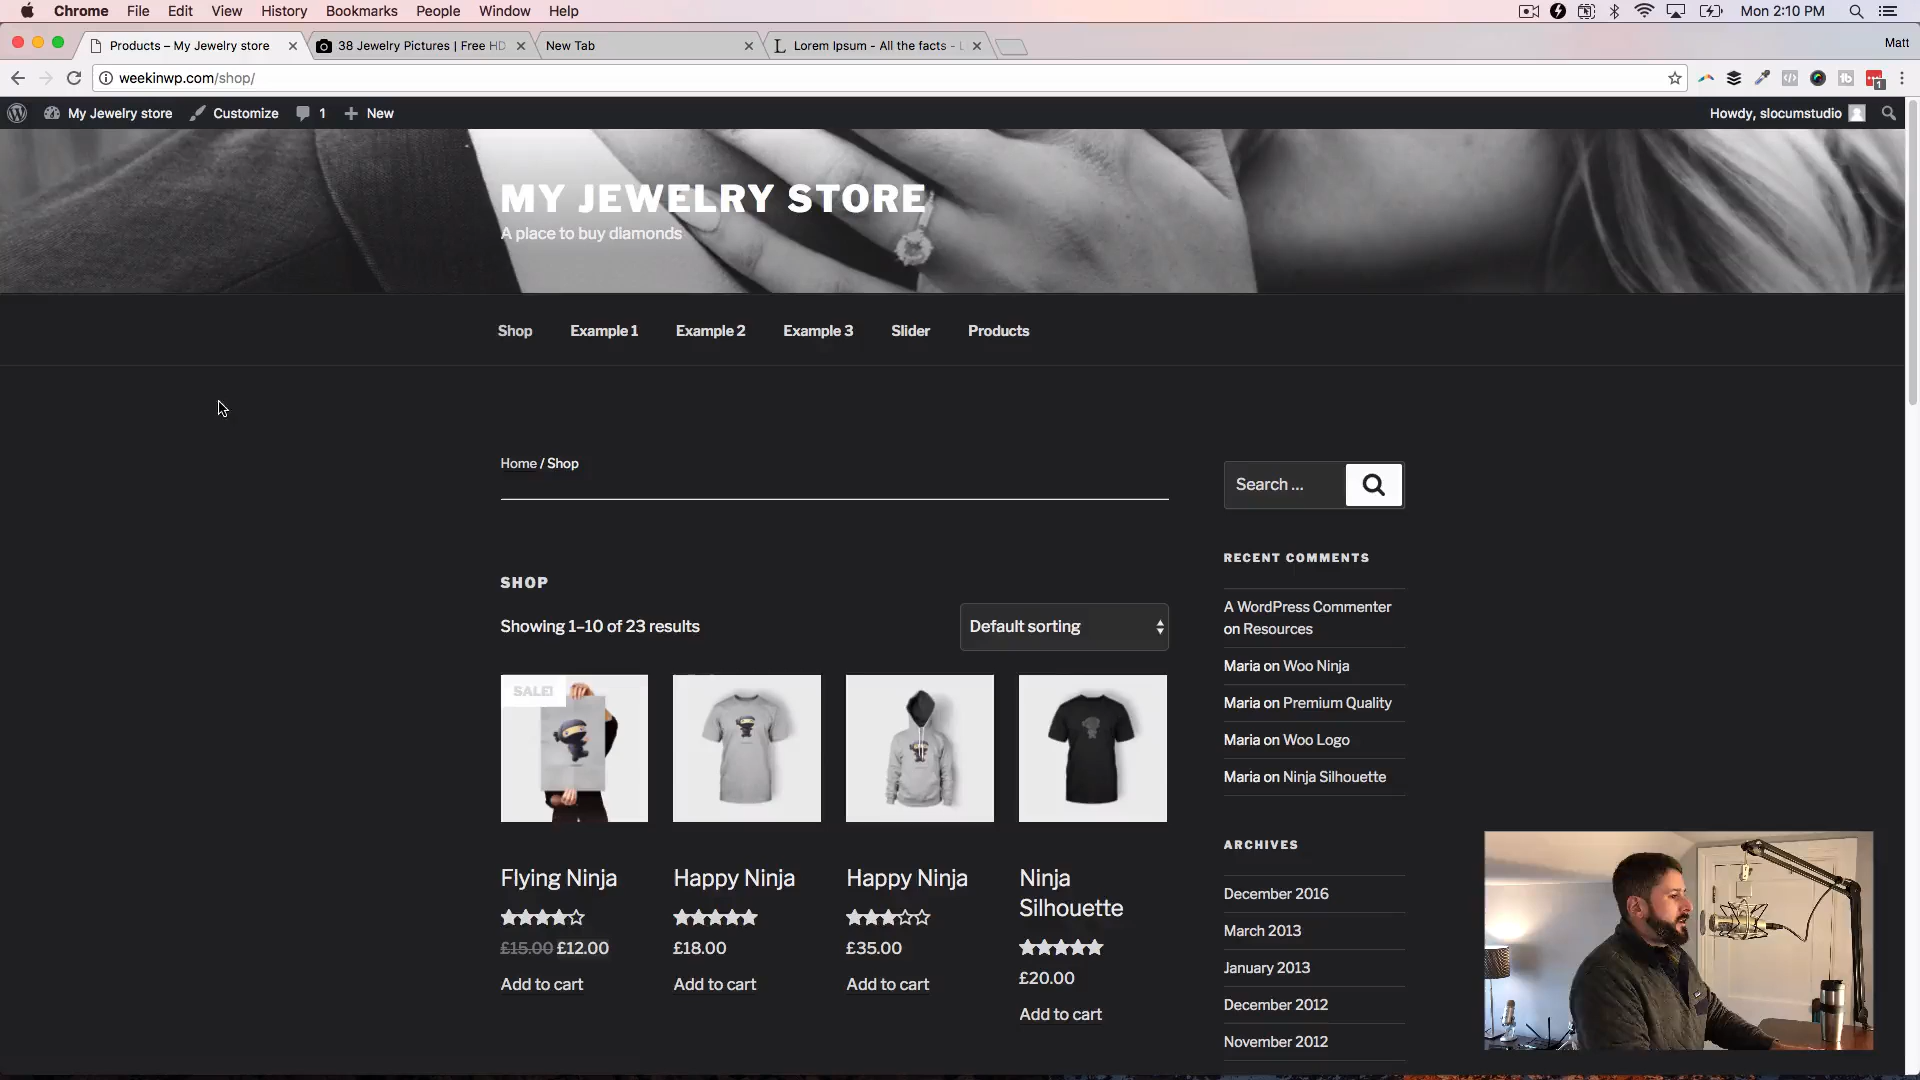 Chrome File Edit View History Bookmarks People Window Help
Mon 2:10 PM
Products – My Jewelry store
38 Jewelry Pictures | Free HD
New Tab
Lorem Ipsum - All the facts -
Matt
weekinwp.com/shop/
1
My Jewelry store Customize 1 New
Howdy, slocumstudio
MY JEWELRY STORE
A place to buy diamonds
Shop Example 1 Example 2 Example 3 Slider Products
Home / Shop
Search ...
SHOP
Showing 1–10 of 23 results
Default sorting
SALE!
Flying Ninja
£15.00 £12.00
Add to cart
Happy Ninja
£18.00
Add to cart
Happy Ninja
£35.00
Add to cart
Ninja
Silhouette
£20.00
Add to cart
RECENT COMMENTS
A WordPress Commenter
on Resources
Maria on Woo Ninja
Maria on Premium Quality
Maria on Woo Logo
Maria on Ninja Silhouette
ARCHIVES
December 2016
March 2013
January 2013
December 2012
November 2012